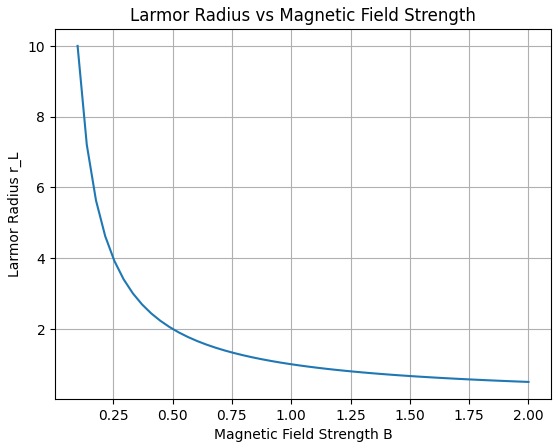 Larmor Radius vs Magnetic Field Strength
10
8
6
4
2
Larmor Radius r_L
0.25 0.50 0.75 1.00 1.25 1.50 1.75 2.00
Magnetic Field Strength B